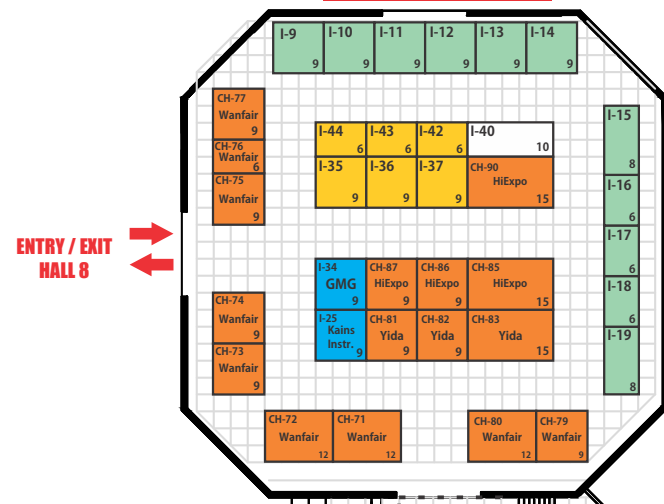 I-9
9
I-10
9
I-11
9
I-12
9
I-13
9
I-14
9
CH-77
Wanfair
9
CH-76
Wanfair
6
CH-75
Wanfair
9
I-44
6
I-43
6
I-42
6
I-40
10
I-35
9
I-36
9
I-37
9
CH-90
HiExpo
15
I-15
8
I-16
6
I-17
6
I-18
6
I-19
8
ENTRY / EXIT
HALL 8
I-34
GMG
9
CH-87
HiExpo
9
CH-86
HiExpo
9
CH-85
HiExpo
15
I-25
Kains
Instr.
9
CH-81
Yida
9
CH-82
Yida
9
CH-83
Yida
15
CH-74
Wanfair
9
CH-73
Wanfair
9
CH-72
Wanfair
12
CH-71
Wanfair
12
CH-80
Wanfair
12
CH-79
Wanfair
9